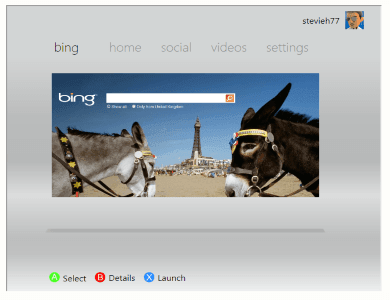 stevieh77
bing home social videos settings
bing
Show all Only from United Kingdom
A Select B Details X Launch